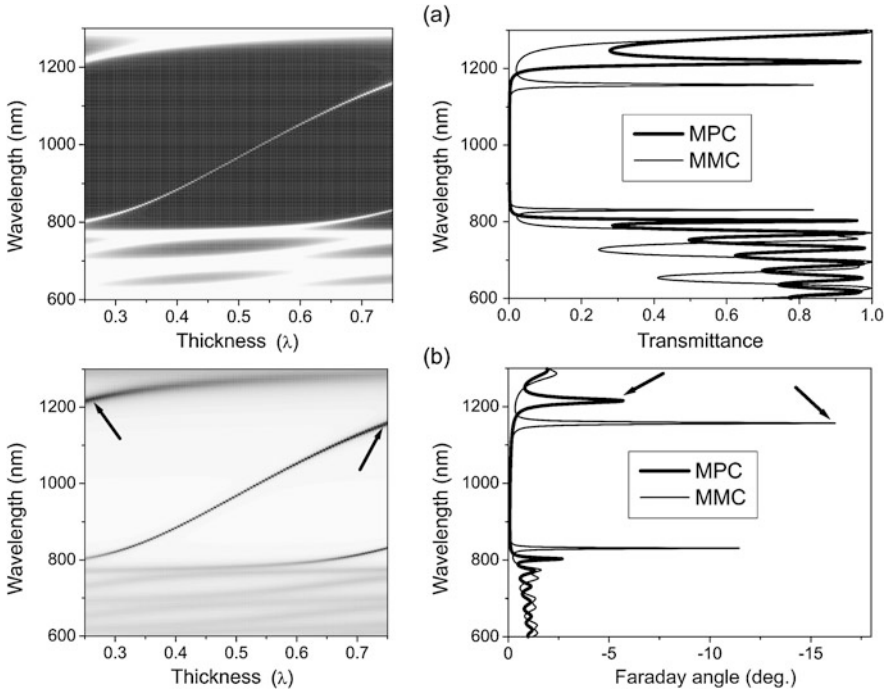 (a)
Wavelength (nm)
1200
1000
800
600
0.3 0.4 0.5 0.6 0.7
Thickness (λ)
Wavelength (nm)
1200
1000
800
600
MPC
MMC
0.0 0.2 0.4 0.6 0.8 1.0
Transmittance
(b)
Wavelength (nm)
1200
1000
800
600
0.3 0.4 0.5 0.6 0.7
Thickness (λ)
Wavelength (nm)
1200
1000
800
600
MPC
MMC
0 -5 -10 -15
Faraday angle (deg.)